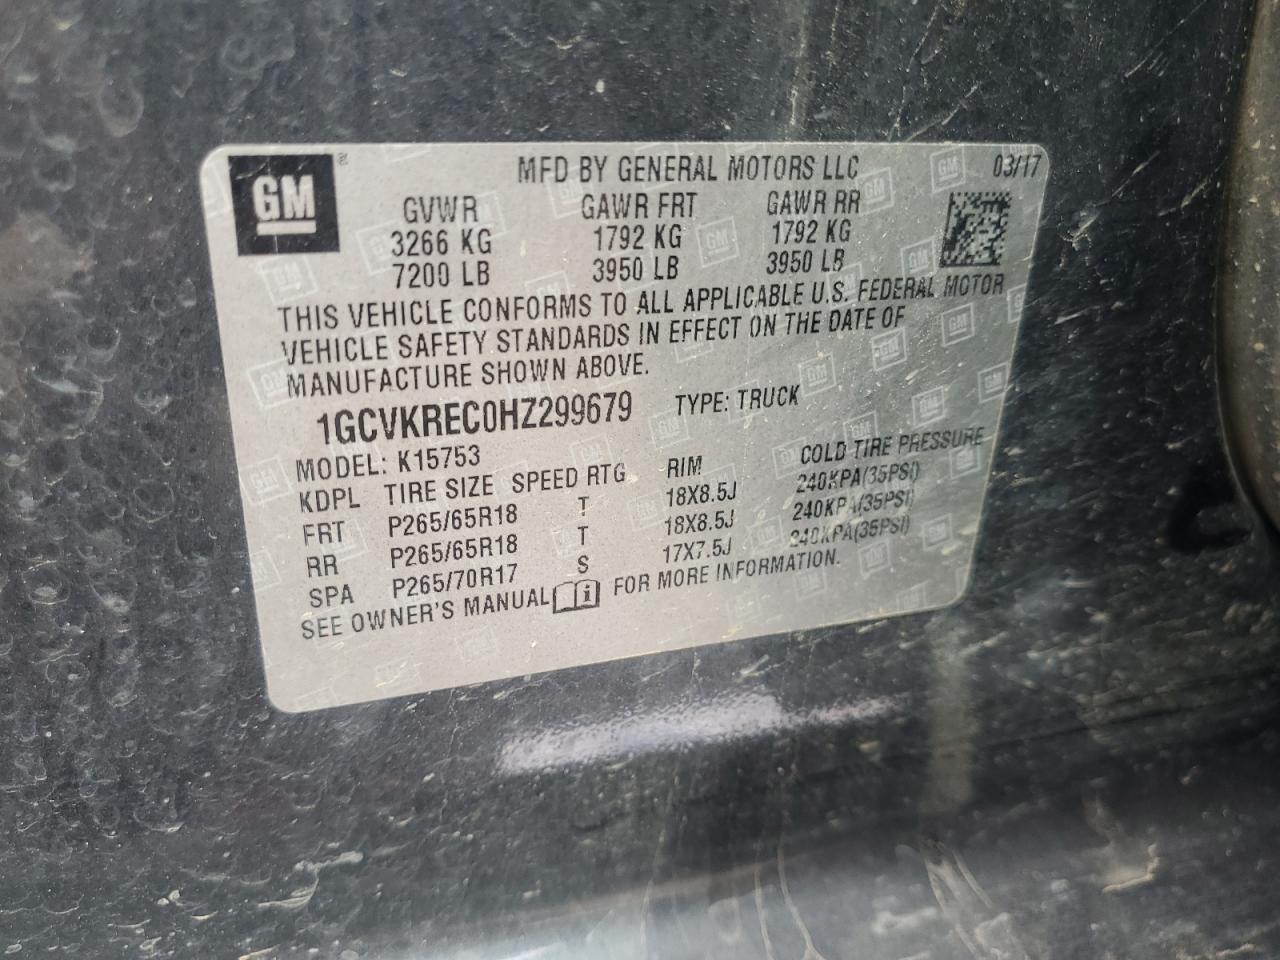 GM
MFD BY GENERAL MOTORS LLC 03/17
GVWR GAWR FRT GAWR RR
3266 KG 1792 KG 1792 KG
7200 LB 3950 LB 3950 LB
THIS VEHICLE CONFORMS TO ALL APPLICABLE U.S. FEDERAL MOTOR
VEHICLE SAFETY STANDARDS IN EFFECT ON THE DATE OF
MANUFACTURE SHOWN ABOVE.
1GCVKREC0HZ299679 TYPE: TRUCK
MODEL: K15753
KDPL TIRE SIZE SPEED RTG RIM COLD TIRE PRESSURE
FRT P265/65R18 T 18X8.5J 240KPA(35PSI)
RR P265/65R18 T 18X8.5J 240KPA(35PSI)
SPA P265/70R17 S 17X7.5J 240KPA(35PSI)
SEE OWNER'S MANUAL FOR MORE INFORMATION.